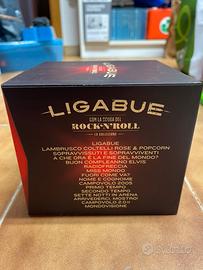 LIGABUE
CON LA SCUSA DEL
ROCK'N'ROLL
LA COLLEZIONE
LIGABUE
LAMBRUSCO COLTELLI ROSE & POPCORN
SOPRAVVISSUTI E SOPRAVVIVENTI
A CHE ORA È LA FINE DEL MONDO?
BUON COMPLEANNO ELVIS
RADIOFRECCIA
MISS MONDO
FUORI COME VA?
NOME E COGNOME
CAMPOVOLO 2005
PRIMO TEMPO
SECONDO TEMPO
SETTE NOTTI IN ARENA
ARRIVEDERCI, MOSTRO!
CAMPOVOLO 2.011
MONDOVISIONE
subito